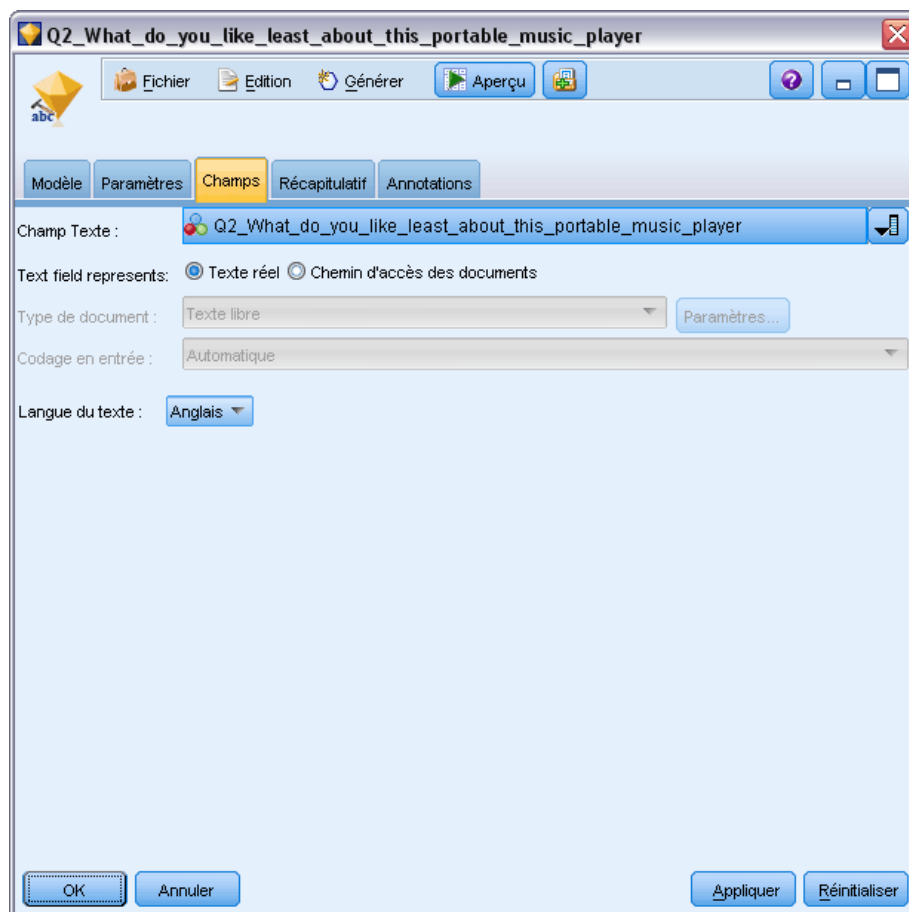 Q2_What_do_you_like_least_about_this_portable_music_player
Fichier Edition Générer Aperçu
abc
Modèle Paramètres Champs Récapitulatif Annotations
Champ Texte : Q2_What_do_you_like_least_about_this_portable_music_player
Text field represents: Texte réel Chemin d'accès des documents
Type de document : Texte libre Paramètres...
Codage en entrée : Automatique
Langue du texte : Anglais
OK Annuler Appliquer Réinitialiser